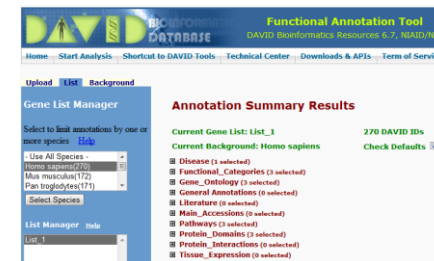 DAVID BIOINFORMATICS
DATABASE
Functional Annotation Tool
DAVID Bioinformatics Resources 6.7, NIAID/N
Home Start Analysis Shortcut to DAVID Tools Technical Center Downloads & APIs Term of Servi
Upload List Background
Gene List Manager
Select to limit annotations by one or
more species Help
- Use All Species -
Homo sapiens(270)
Mus musculus(172)
Pan troglodytes(171)
Select Species
List Manager Help
List_1
Annotation Summary Results
Current Gene List: List_1 270 DAVID IDs
Current Background: Homo sapiens Check Defaults
Disease (1 selected)
Functional_Categories (3 selected)
Gene_Ontology (3 selected)
General Annotations (0 selected)
Literature (0 selected)
Main_Accessions (0 selected)
Pathways (3 selected)
Protein_Domains (3 selected)
Protein_Interactions (0 selected)
Tissue_Expression (0 selected)